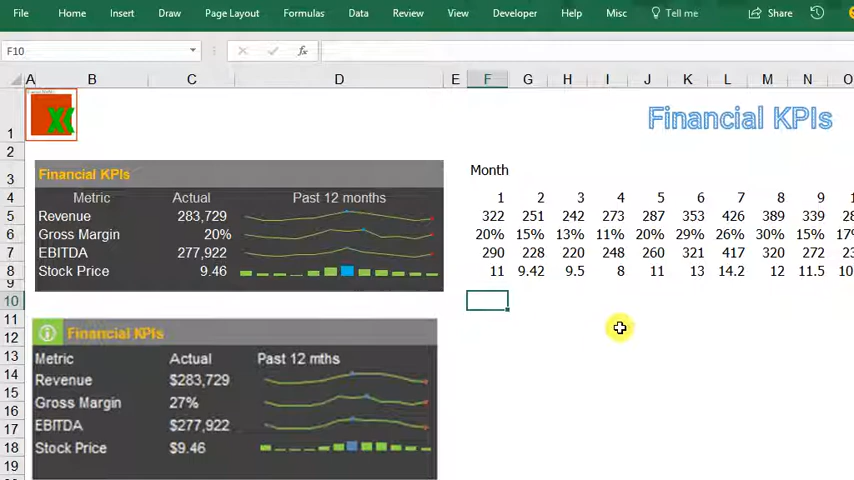 File Home Insert Draw Page Layout Formulas Data Review View Developer Help Misc Tell me Share
F10 fx
A B C D E F G H I J K L M N O
1 Financial KPIs
2
3 Financial KPIs Month
4 Metric Actual Past 12 months 1 2 3 4 5 6 7 8 9
5 Revenue 283,729 322 251 242 273 287 353 426 389 339
6 Gross Margin 20% 20% 15% 13% 11% 20% 29% 26% 30% 15%
7 EBITDA 277,922 290 228 220 248 260 321 417 320 272
8 Stock Price 9.46 11 9.42 9.5 8 11 13 14.2 12 11.5
9
10
11
12 Financial KPIs
13 Metric Actual Past 12 mths
14 Revenue $283,729
15 Gross Margin 27%
16
17 EBITDA $277,922
18 Stock Price $9.46
19